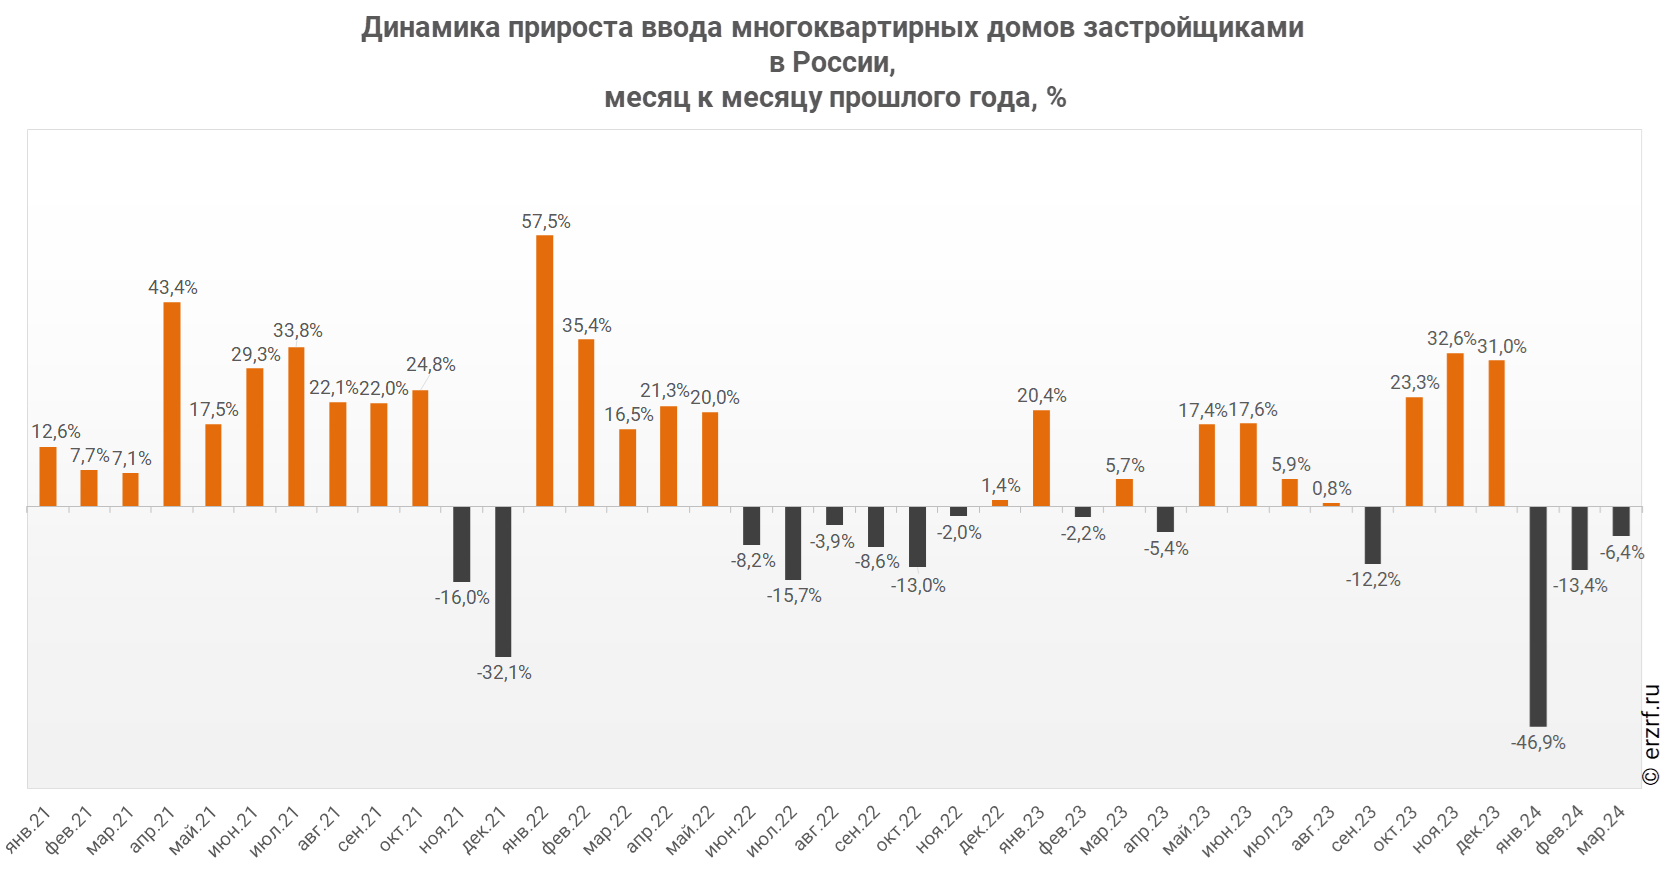 Динамика прироста ввода многоквартирных домов застройщиками
в России,
месяц к месяцу прошлого года, %
12,6%
7,7%
7,1%
43,4%
17,5%
29,3%
33,8%
22,1%
22,0%
24,8%
-16,0%
-32,1%
57,5%
35,4%
16,5%
21,3%
20,0%
-8,2%
-15,7%
-3,9%
-8,6%
-13,0%
-2,0%
1,4%
20,4%
-2,2%
5,7%
-5,4%
17,4%
17,6%
5,9%
0,8%
-12,2%
23,3%
32,6%
31,0%
-46,9%
-13,4%
-6,4%
янв.21
фев.21
мар.21
апр.21
май.21
июн.21
июл.21
авг.21
сен.21
окт.21
ноя.21
дек.21
янв.22
фев.22
мар.22
апр.22
май.22
июн.22
июл.22
авг.22
сен.22
окт.22
ноя.22
дек.22
янв.23
фев.23
мар.23
апр.23
май.23
июн.23
июл.23
авг.23
сен.23
окт.23
ноя.23
дек.23
янв.24
фев.24
мар.24
© erzrf.ru